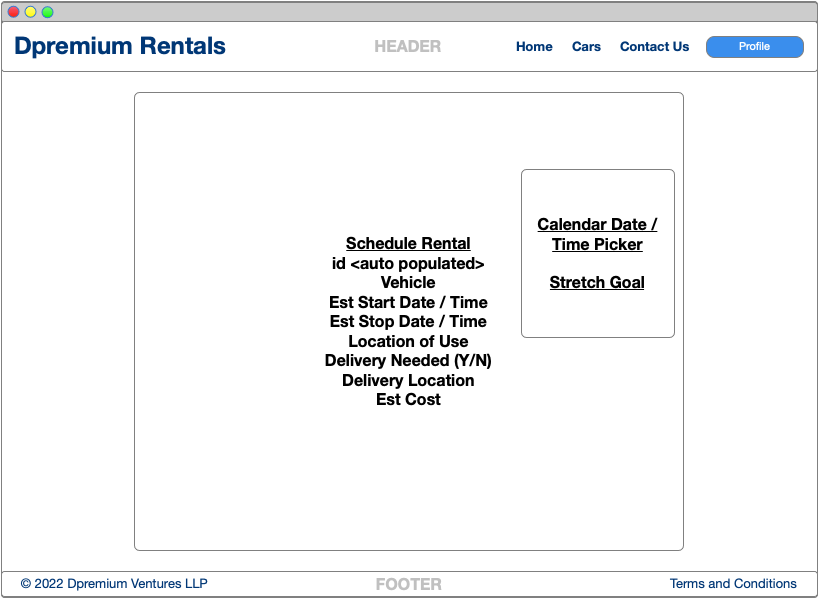 Dpremium Rentals
HEADER
Home
Cars
Contact Us
Profile
Schedule Rental
id <auto populated>
Vehicle
Est Start Date / Time
Est Stop Date / Time
Location of Use
Delivery Needed (Y/N)
Delivery Location
Est Cost
Calendar Date /
Time Picker
Stretch Goal
© 2022 Dpremium Ventures LLP
FOOTER
Terms and Conditions